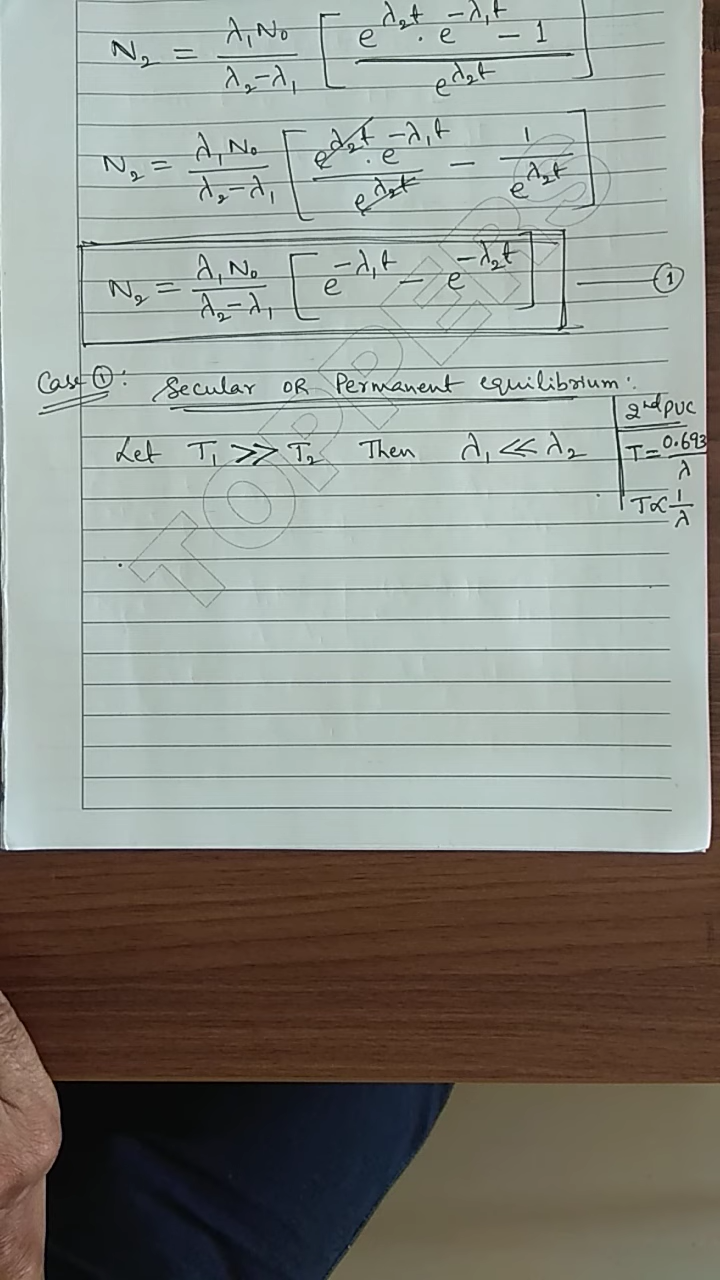 N₂ = λ₁N₀/(λ₂-λ₁) [ (e^(λ₂t) . e^(-λ₁t) - 1) / e^(λ₂t) ]
N₂ = λ₁N₀/(λ₂-λ₁) [ (e^(λ₂t) . e^(-λ₁t)) / e^(λ₂t) - 1/e^(λ₂t) ]
N₂ = λ₁N₀/(λ₂-λ₁) [ e^(-λ₁t) - e^(-λ₂t) ] —— ①
Case ①: Secular OR Permanent equilibrium:
Let T₁ >> T₂ Then λ₁ << λ₂
2nd PUC
T = 0.693/λ
T ∝ 1/λ
TOPPERS